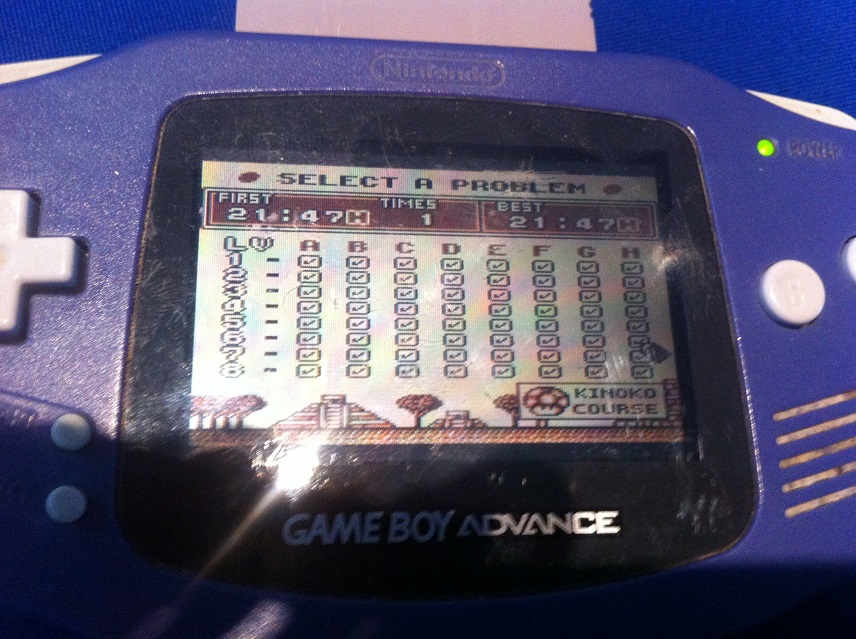 Nintendo
POWER
SELECT A PROBLEM
FIRST TIMES BEST
21:47 1 21:47
LV A B C D E F G H
1
2
3
4
5
6
7
8
KINOKO
COURSE
GAME BOY ADVANCE